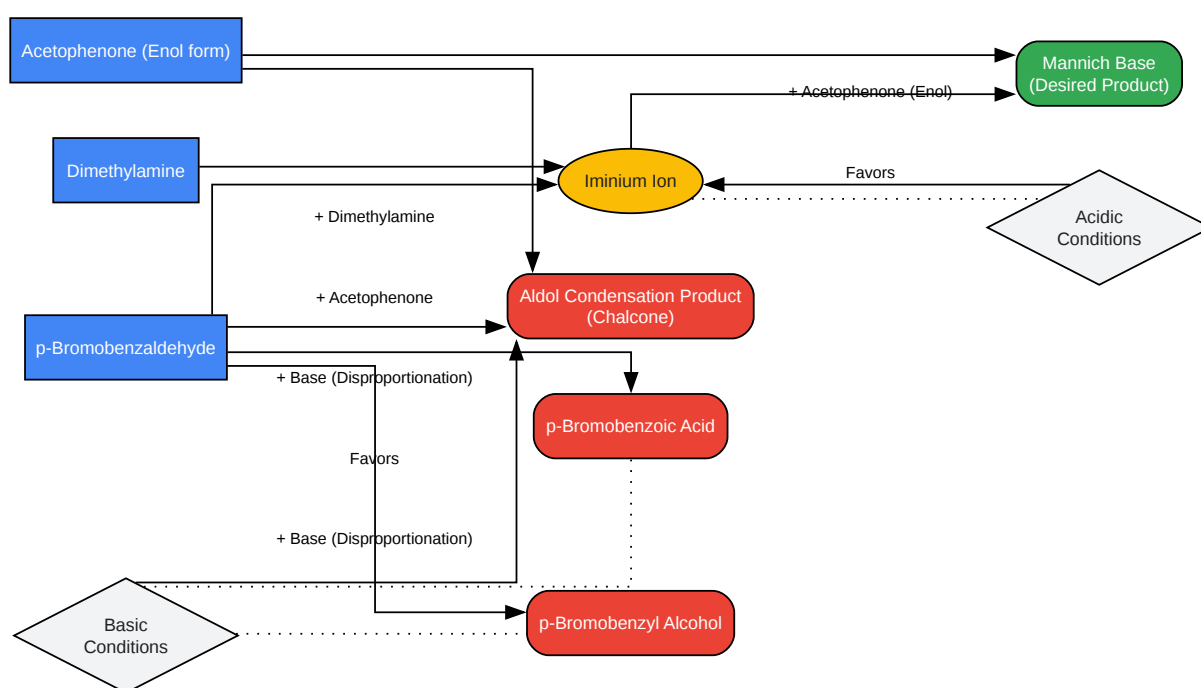 Acetophenone (Enol form)
Mannich Base
(Desired Product)
+ Acetophenone (Enol)
Dimethylamine
Iminium Ion
Favors
+ Dimethylamine
Acidic
Conditions
+ Acetophenone
Aldol Condensation Product
(Chalcone)
p-Bromobenzaldehyde
+ Base (Disproportionation)
p-Bromobenzoic Acid
Favors
+ Base (Disproportionation)
Basic
Conditions
p-Bromobenzyl Alcohol